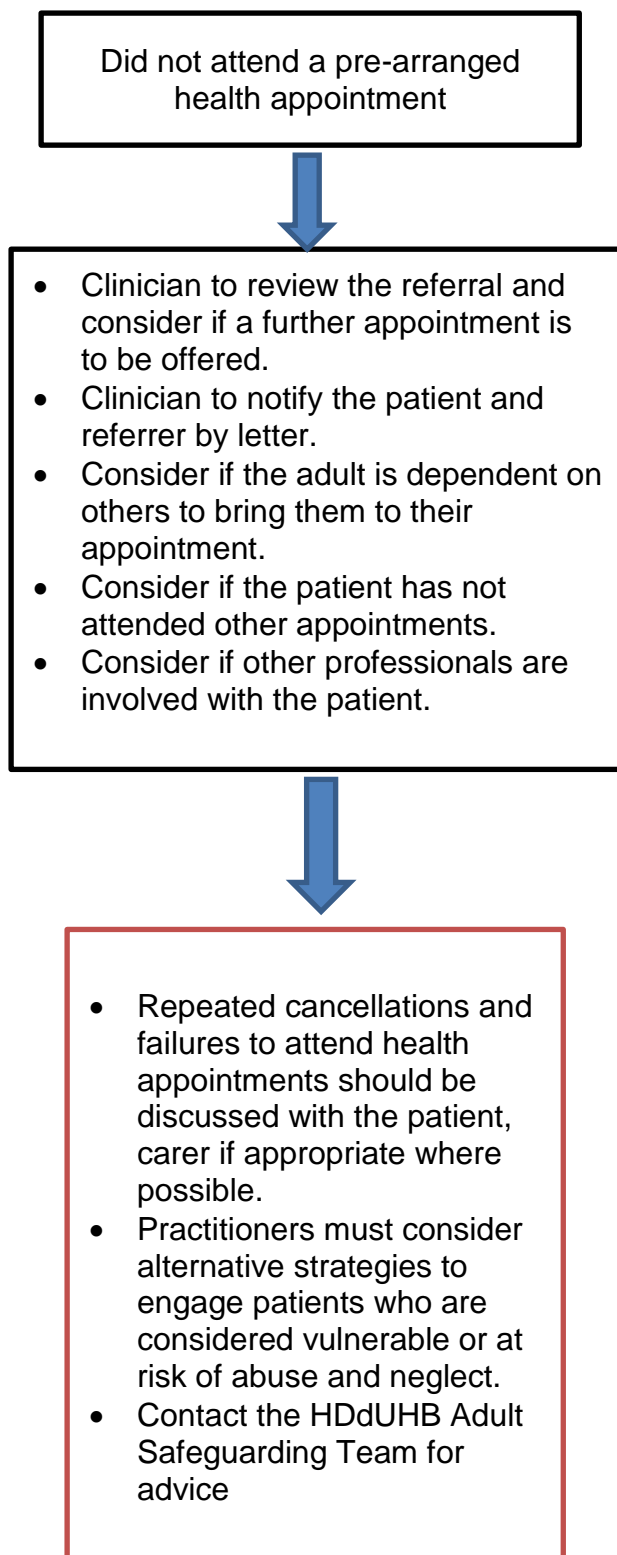 Did not attend a pre-arranged
health appointment
• Clinician to review the referral and
consider if a further appointment is
to be offered.
• Clinician to notify the patient and
referrer by letter.
• Consider if the adult is dependent on
others to bring them to their
appointment.
• Consider if the patient has not
attended other appointments.
• Consider if other professionals are
involved with the patient.
• Repeated cancellations and
failures to attend health
appointments should be
discussed with the patient,
carer if appropriate where
possible.
• Practitioners must consider
alternative strategies to
engage patients who are
considered vulnerable or at
risk of abuse and neglect.
• Contact the HDdUHB Adult
Safeguarding Team for
advice